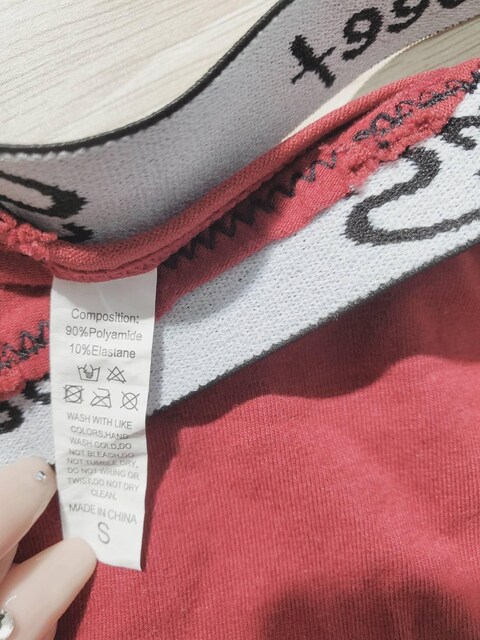 Composition:
90%Polyamide
10%Elastane
WASH WITH LIKE
COLORS,HAND
WASH COLD,DO
NOT BLEACH,DO
NOT TUMBLE DRY,
DO NOT WRING OR
TWIST,DO NOT DRY
CLEAN,
MADE IN CHINA
S